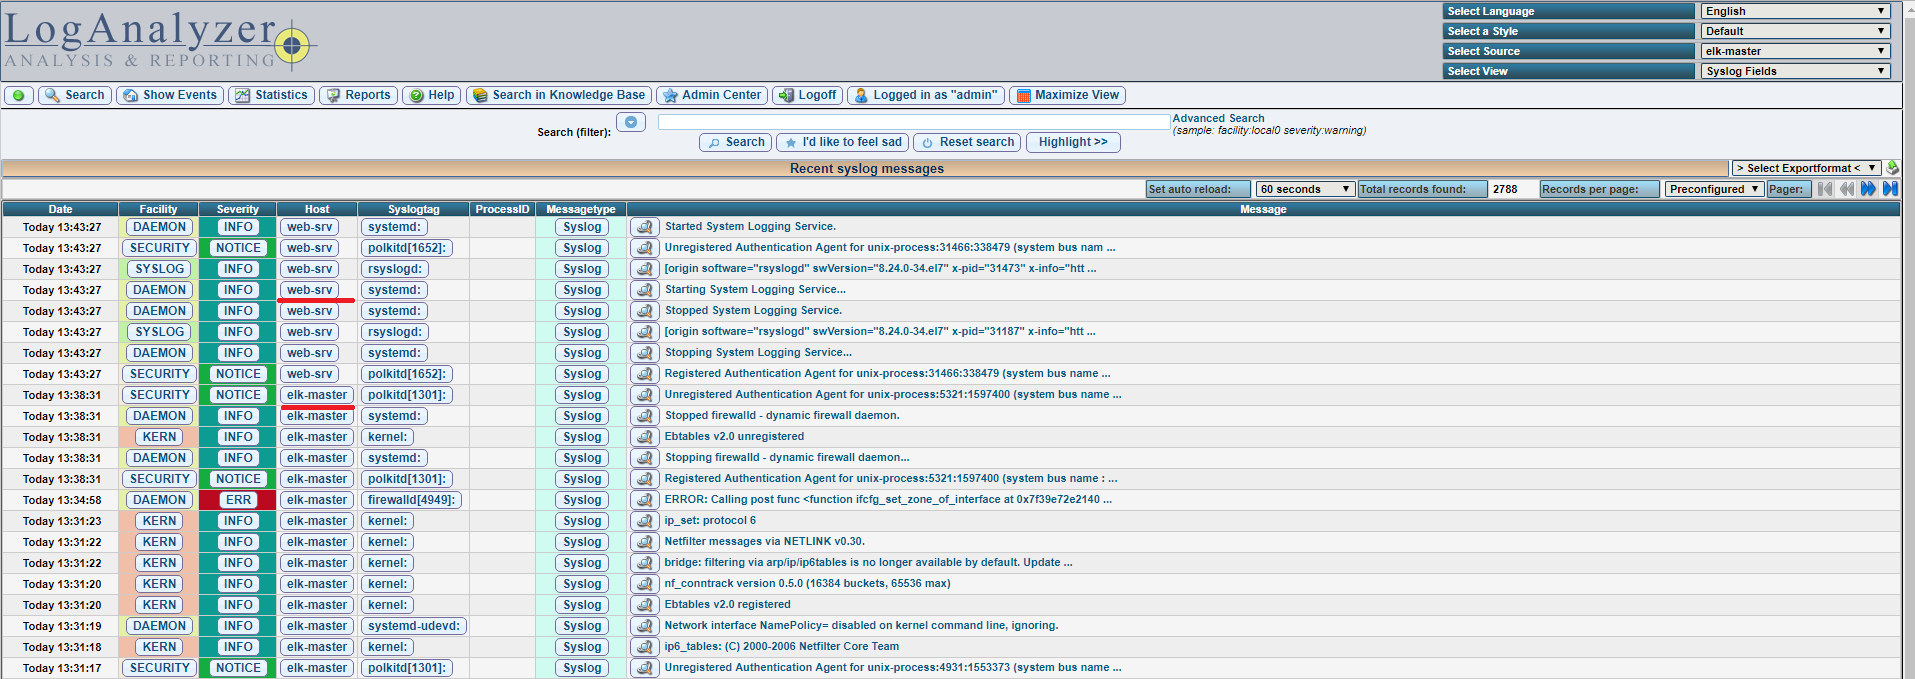 LogAnalyzer
ANALYSIS & REPORTING
Select Language English
Select a Style Default
Select Source elk-master
Select View Syslog Fields
Search Show Events Statistics Reports Help Search in Knowledge Base Admin Center Logoff Logged in as "admin" Maximize View
Search (filter): Advanced Search
(sample: facility:local0 severity:warning)
Search I'd like to feel sad Reset search Highlight >>
Recent syslog messages > Select Exportformat <
Set auto reload: 60 seconds Total records found: 2788 Records per page: Preconfigured Pager:
Date Facility Severity Host Syslogtag ProcessID Messagetype Message
Today 13:43:27 DAEMON INFO web-srv systemd: Syslog Started System Logging Service.
Today 13:43:27 SECURITY NOTICE web-srv polkitd[1652]: Syslog Unregistered Authentication Agent for unix-process:31466:338479 (system bus nam ...
Today 13:43:27 SYSLOG INFO web-srv rsyslogd: Syslog [origin software="rsyslogd" swVersion="8.24.0-34.el7" x-pid="31473" x-info="htt ...
Today 13:43:27 DAEMON INFO web-srv systemd: Syslog Starting System Logging Service...
Today 13:43:27 DAEMON INFO web-srv systemd: Syslog Stopped System Logging Service.
Today 13:43:27 SYSLOG INFO web-srv rsyslogd: Syslog [origin software="rsyslogd" swVersion="8.24.0-34.el7" x-pid="31187" x-info="htt ...
Today 13:43:27 DAEMON INFO web-srv systemd: Syslog Stopping System Logging Service...
Today 13:43:27 SECURITY NOTICE web-srv polkitd[1652]: Syslog Registered Authentication Agent for unix-process:31466:338479 (system bus name ...
Today 13:38:31 SECURITY NOTICE elk-master polkitd[1301]: Syslog Unregistered Authentication Agent for unix-process:5321:1597400 (system bus name ...
Today 13:38:31 DAEMON INFO elk-master systemd: Syslog Stopped firewalld - dynamic firewall daemon.
Today 13:38:31 KERN INFO elk-master kernel: Syslog Ebtables v2.0 unregistered
Today 13:38:31 DAEMON INFO elk-master systemd: Syslog Stopping firewalld - dynamic firewall daemon...
Today 13:38:31 SECURITY NOTICE elk-master polkitd[1301]: Syslog Registered Authentication Agent for unix-process:5321:1597400 (system bus name : ...
Today 13:34:58 DAEMON ERR elk-master firewalld[4949]: Syslog ERROR: Calling post func <function ifcfg_set_zone_of_interface at 0x7f39e72e2140 ...
Today 13:31:23 KERN INFO elk-master kernel: Syslog ip_set: protocol 6
Today 13:31:22 KERN INFO elk-master kernel: Syslog Netfilter messages via NETLINK v0.30.
Today 13:31:22 KERN INFO elk-master kernel: Syslog bridge: filtering via arp/ip/ip6tables is no longer available by default. Update ...
Today 13:31:20 KERN INFO elk-master kernel: Syslog nf_conntrack version 0.5.0 (16384 buckets, 65536 max)
Today 13:31:20 KERN INFO elk-master kernel: Syslog Ebtables v2.0 registered
Today 13:31:19 DAEMON INFO elk-master systemd-udevd: Syslog Network interface NamePolicy= disabled on kernel command line, ignoring.
Today 13:31:18 KERN INFO elk-master kernel: Syslog ip6_tables: (C) 2000-2006 Netfilter Core Team
Today 13:31:17 SECURITY NOTICE elk-master polkitd[1301]: Syslog Unregistered Authentication Agent for unix-process:4931:1553373 (system bus name ...